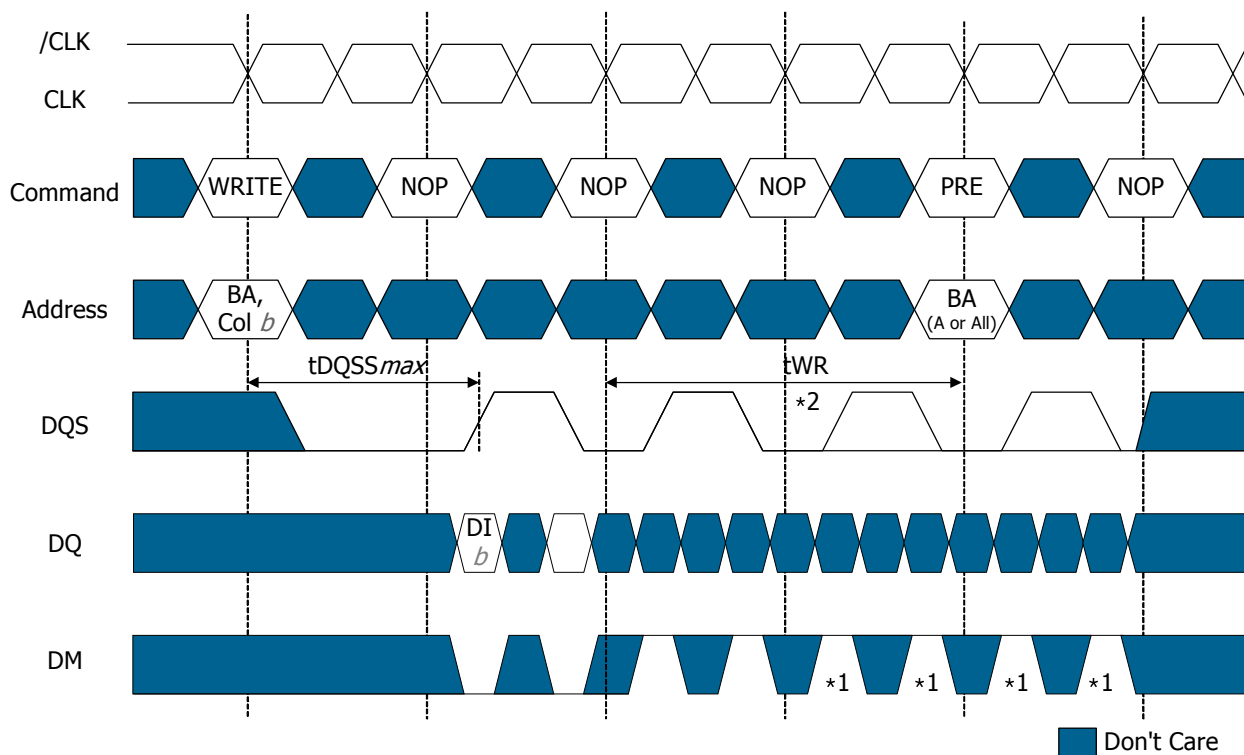 /CLK
CLK
Command WRITE NOP NOP NOP PRE NOP
Address BA, Col b BA (A or All)
tDQSSmax tWR
*2
DQS
DQ DI b
DM *1 *1 *1 *1
Don't Care